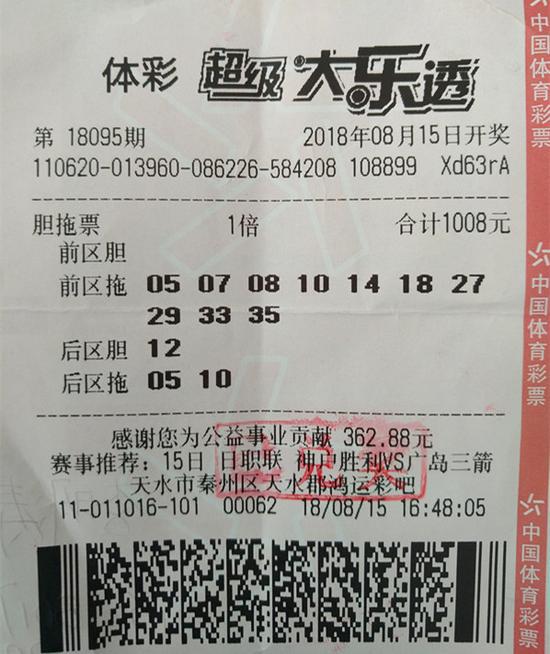 体彩 超级大乐透
第 18095期 2018年08月15日开奖
110620-013960-086226-584208 108899 Xd63rA
胆拖票 1倍 合计1008元
前区胆
前区拖 05 07 08 10 14 18 27
29 33 35
后区胆 12
后区拖 05 10
感谢您为公益事业贡献 362.88元
赛事推荐：15日 日职联 神户胜利VS广岛三箭
天水市秦州区天水郡鸿运彩吧
11-011016-101 00062 18/08/15 16:48:05
中国体育彩票
中国体育彩票
中国体育彩票